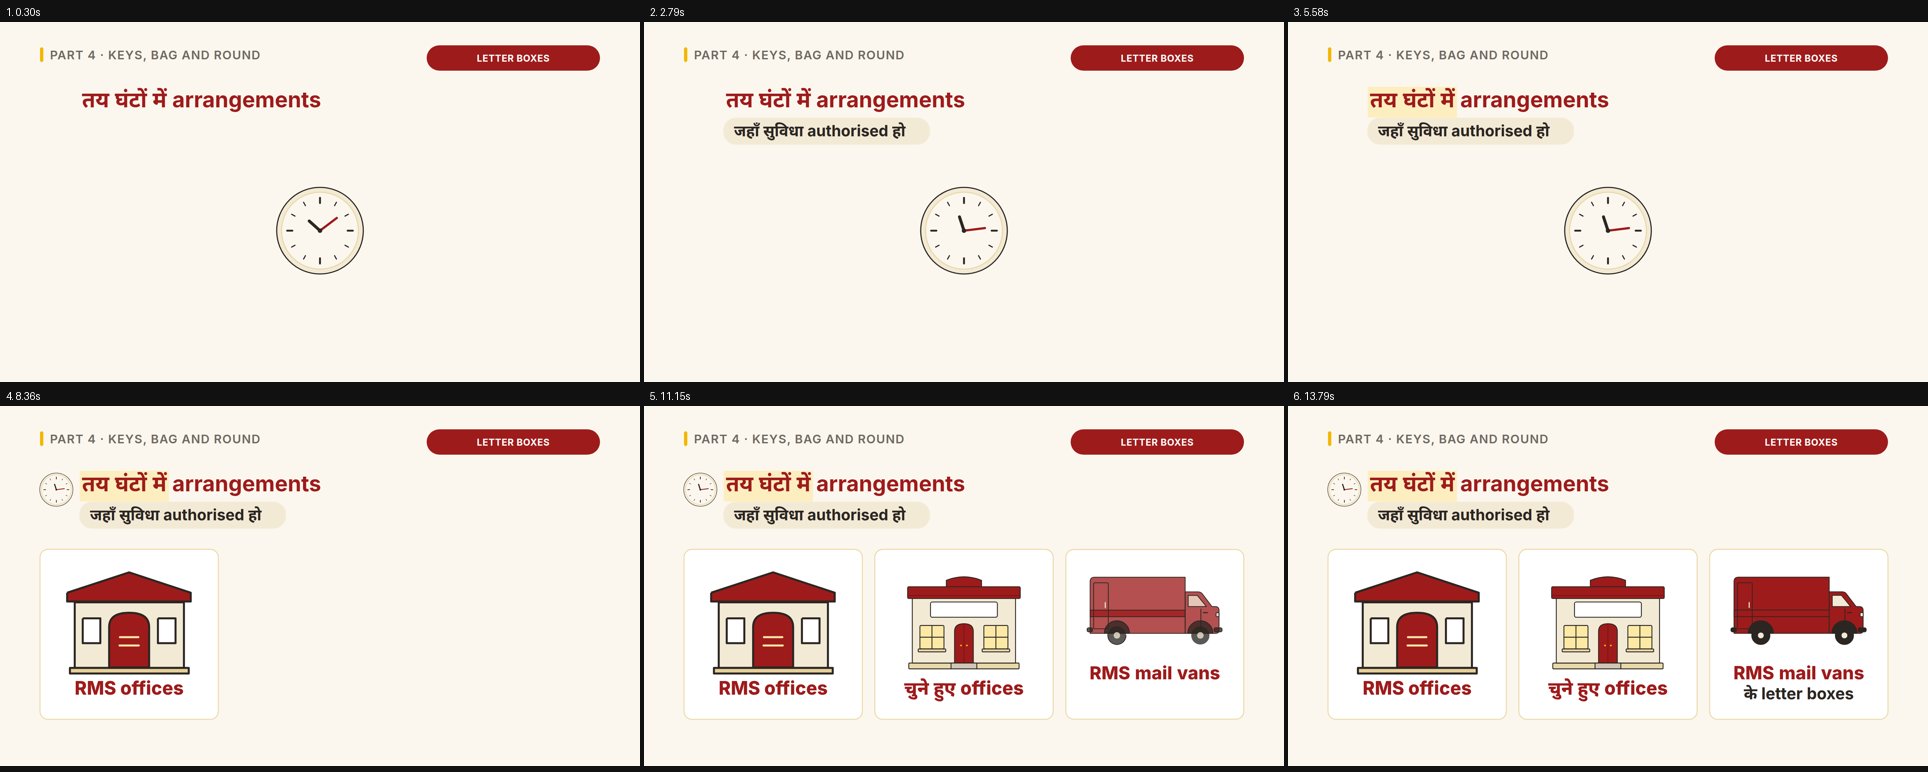 1. 0.30s
PART 4 · KEYS, BAG AND ROUND
LETTER BOXES
तय घंटों में arrangements
2. 2.79s
PART 4 · KEYS, BAG AND ROUND
LETTER BOXES
तय घंटों में arrangements
जहाँ सुविधा authorised हो
3. 5.58s
PART 4 · KEYS, BAG AND ROUND
LETTER BOXES
तय घंटों में arrangements
जहाँ सुविधा authorised हो
4. 8.36s
PART 4 · KEYS, BAG AND ROUND
LETTER BOXES
तय घंटों में arrangements
जहाँ सुविधा authorised हो
RMS offices
5. 11.15s
PART 4 · KEYS, BAG AND ROUND
LETTER BOXES
तय घंटों में arrangements
जहाँ सुविधा authorised हो
RMS offices
चुने हुए offices
RMS mail vans
6. 13.79s
PART 4 · KEYS, BAG AND ROUND
LETTER BOXES
तय घंटों में arrangements
जहाँ सुविधा authorised हो
RMS offices
चुने हुए offices
RMS mail vans
के letter boxes